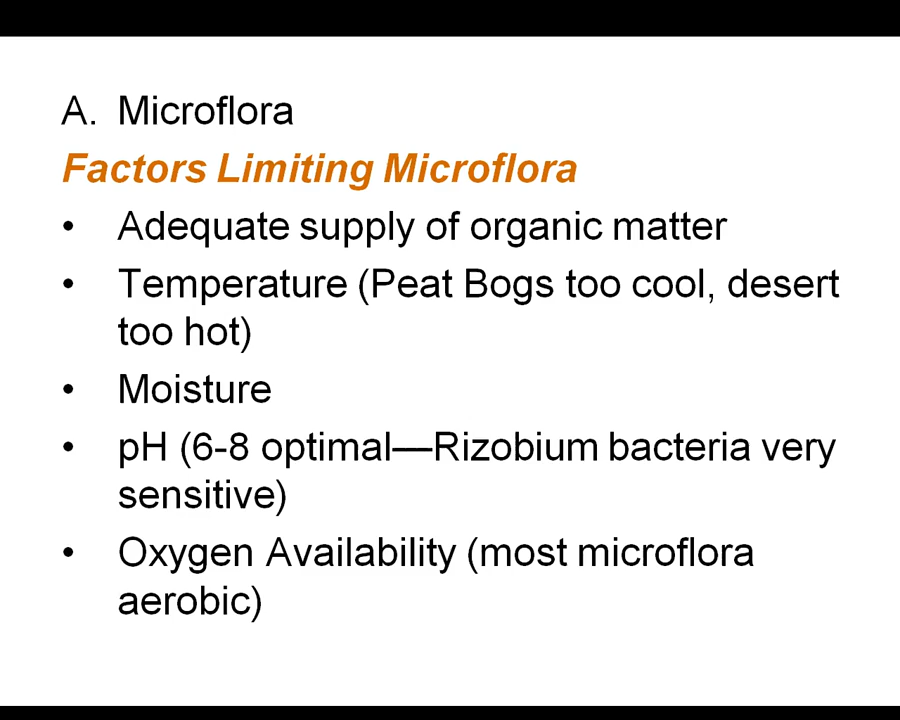 A. Microflora
Factors Limiting Microflora
• Adequate supply of organic matter
• Temperature (Peat Bogs too cool, desert
too hot)
• Moisture
• pH (6-8 optimal—Rizobium bacteria very
sensitive)
• Oxygen Availability (most microflora
aerobic)